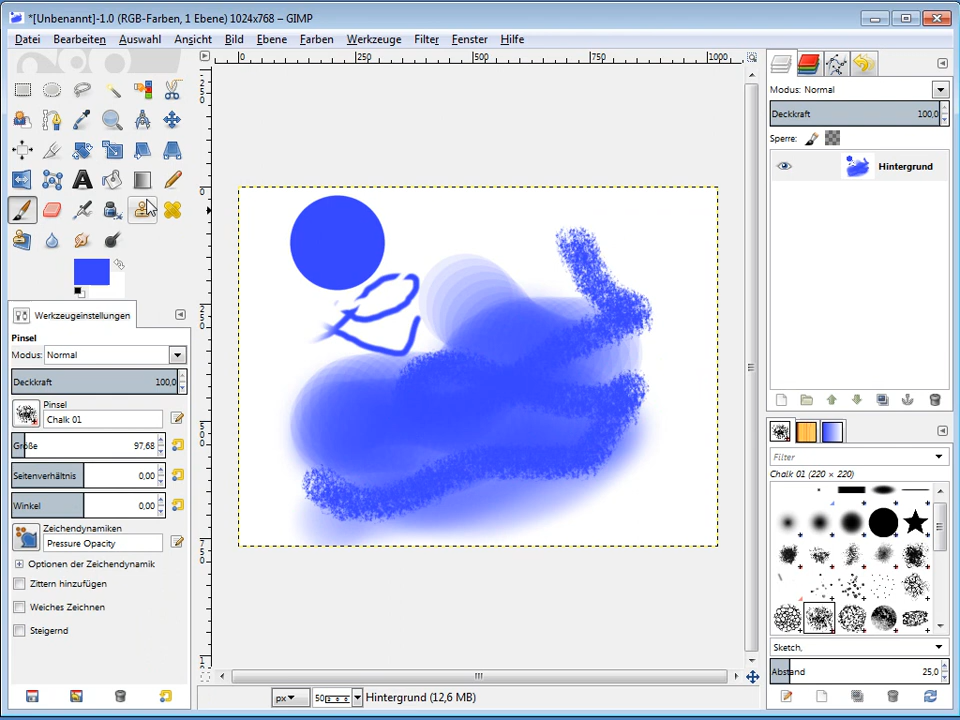 *[Unbenannt]-1.0 (RGB-Farben, 1 Ebene) 1024x768 – GIMP
Datei Bearbeiten Auswahl Ansicht Bild Ebene Farben Werkzeuge Filter Fenster Hilfe
0 250 500 750 1000
Werkzeugeinstellungen
Pinsel
Modus: Normal
Deckkraft 100,0
Pinsel
Chalk 01
Größe 97,68
Seitenverhältnis 0,00
Winkel 0,00
Zeichendynamiken
Pressure Opacity
Optionen der Zeichendynamik
Zittern hinzufügen
Weiches Zeichnen
Steigernd
px
Hintergrund (12,6 MB)
Modus: Normal
Deckkraft 100,0
Sperre:
Hintergrund
Filter
Chalk 01 (220 × 220)
Sketch,
Abstand 25,0